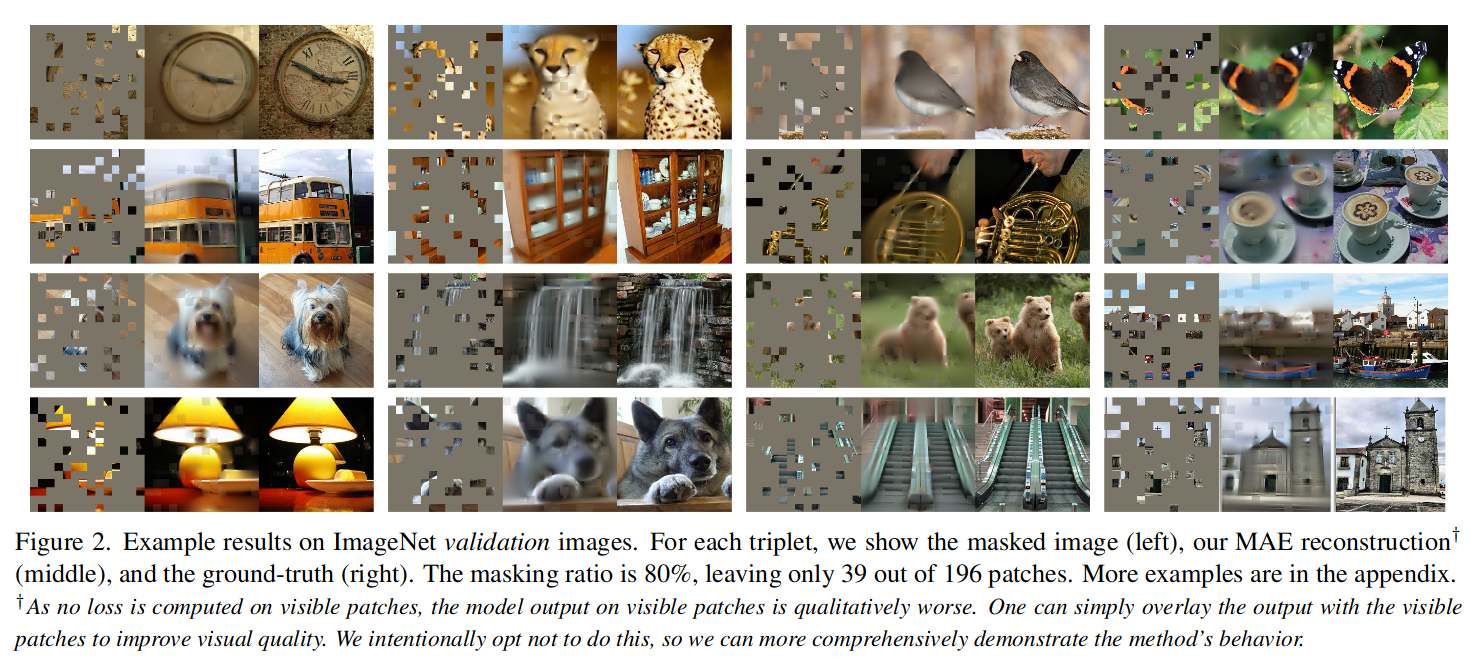 Figure 2. Example results on ImageNet validation images. For each triplet, we show the masked image (left), our MAE reconstruction†
(middle), and the ground-truth (right). The masking ratio is 80%, leaving only 39 out of 196 patches. More examples are in the appendix.
†As no loss is computed on visible patches, the model output on visible patches is qualitatively worse. One can simply overlay the output with the visible
patches to improve visual quality. We intentionally opt not to do this, so we can more comprehensively demonstrate the method's behavior.